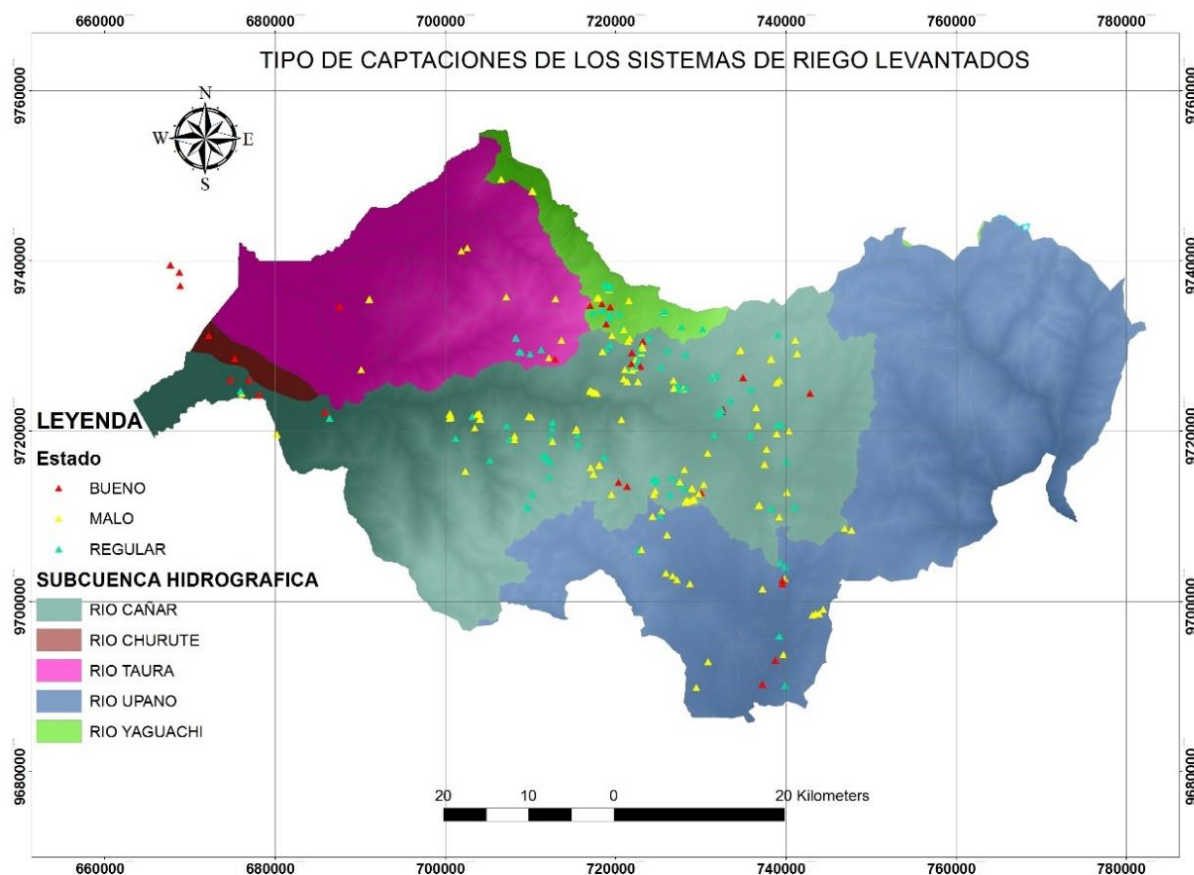 660000 680000 700000 720000 740000 760000 780000
TIPO DE CAPTACIONES DE LOS SISTEMAS DE RIEGO LEVANTADOS
9760000 9760000
N
W E
S
9740000 9740000
9720000 9720000
LEYENDA
Estado
BUENO
MALO
REGULAR
SUBCUENCA HIDROGRAFICA
RIO CAÑAR
RIO CHURUTE
9700000 9700000
RIO TAURA
RIO UPANO
RIO YAGUACHI
9680000 9680000
20 10 0 20 Kilometers
660000 680000 700000 720000 740000 760000 780000